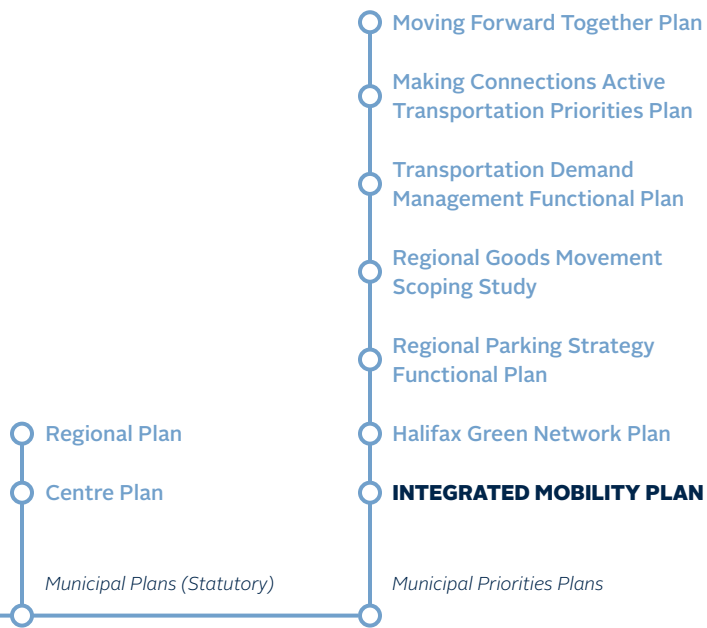 Moving Forward Together Plan
Making Connections Active
Transportation Priorities Plan
Transportation Demand
Management Functional Plan
Regional Goods Movement
Scoping Study
Regional Parking Strategy
Functional Plan
Regional Plan
Halifax Green Network Plan
Centre Plan
INTEGRATED MOBILITY PLAN
Municipal Plans (Statutory)
Municipal Priorities Plans